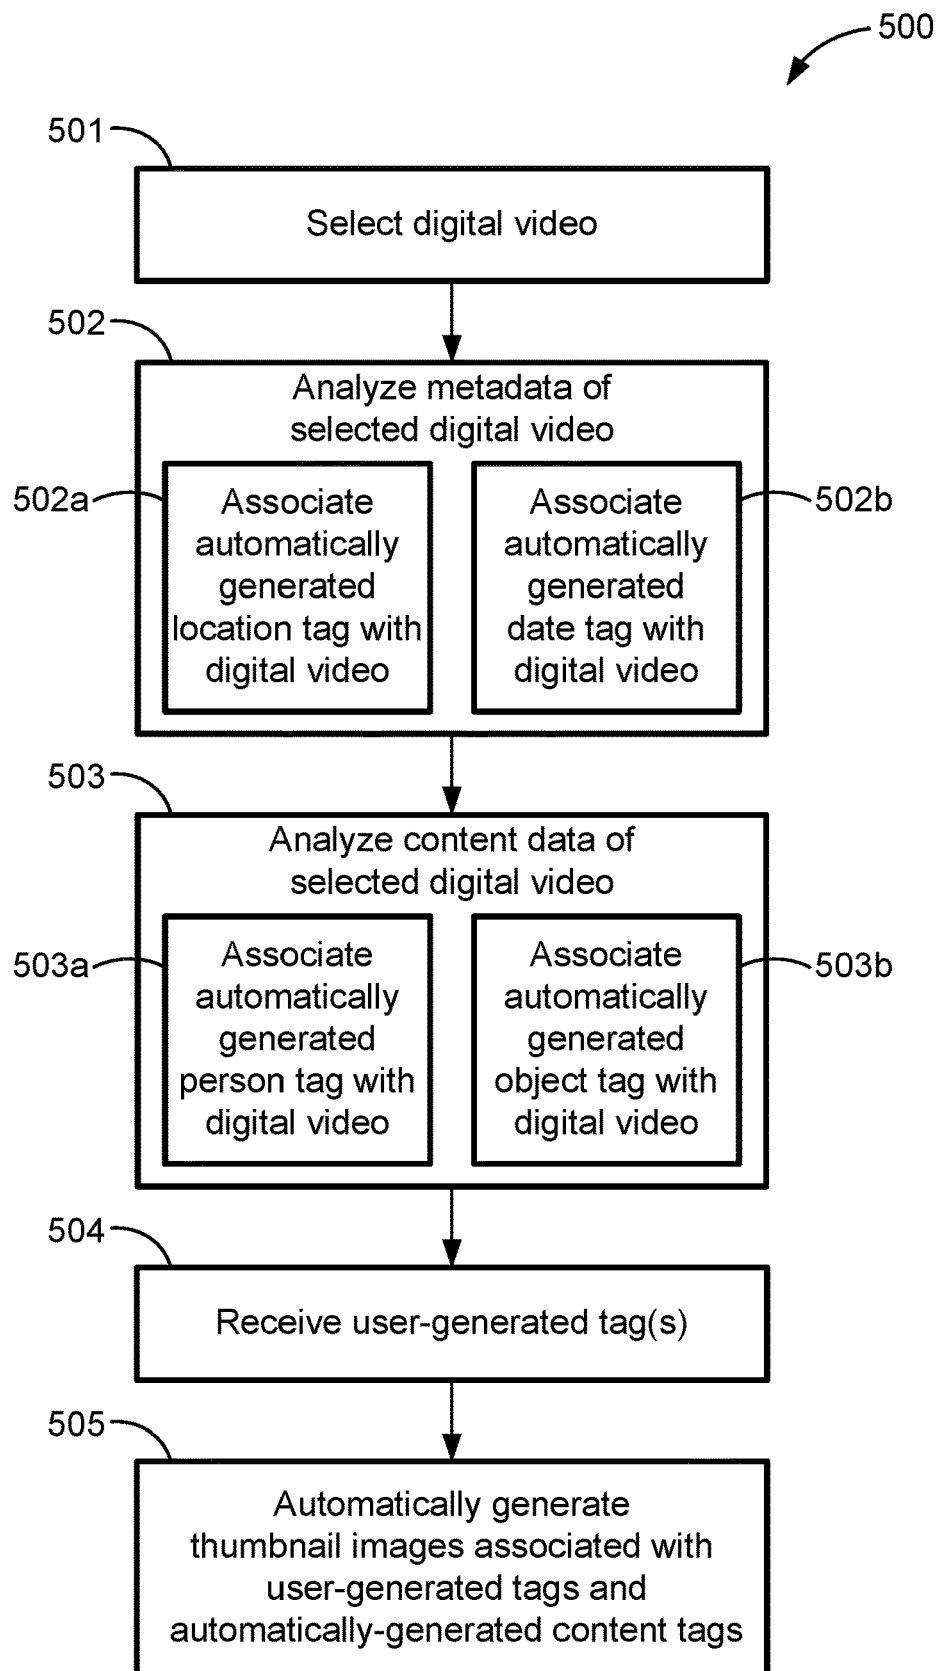 500
501
Select digital video
502
Analyze metadata of
selected digital video
502a
Associate
automatically
generated
location tag with
digital video
502b
Associate
automatically
generated
date tag with
digital video
503
Analyze content data of
selected digital video
503a
Associate
automatically
generated
person tag with
digital video
503b
Associate
automatically
generated
object tag with
digital video
504
Receive user-generated tag(s)
505
Automatically generate
thumbnail images associated with
user-generated tags and
automatically-generated content tags